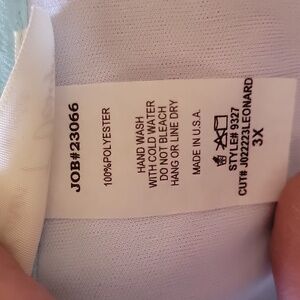 JOB#23066
100%POLYESTER
HAND WASH
WITH COLD WATER
DO NOT BLEACH
HANG OR LINE DRY
MADE IN U.S.A.
STYLE# 9327
CUT# J022223LEONARD
3X